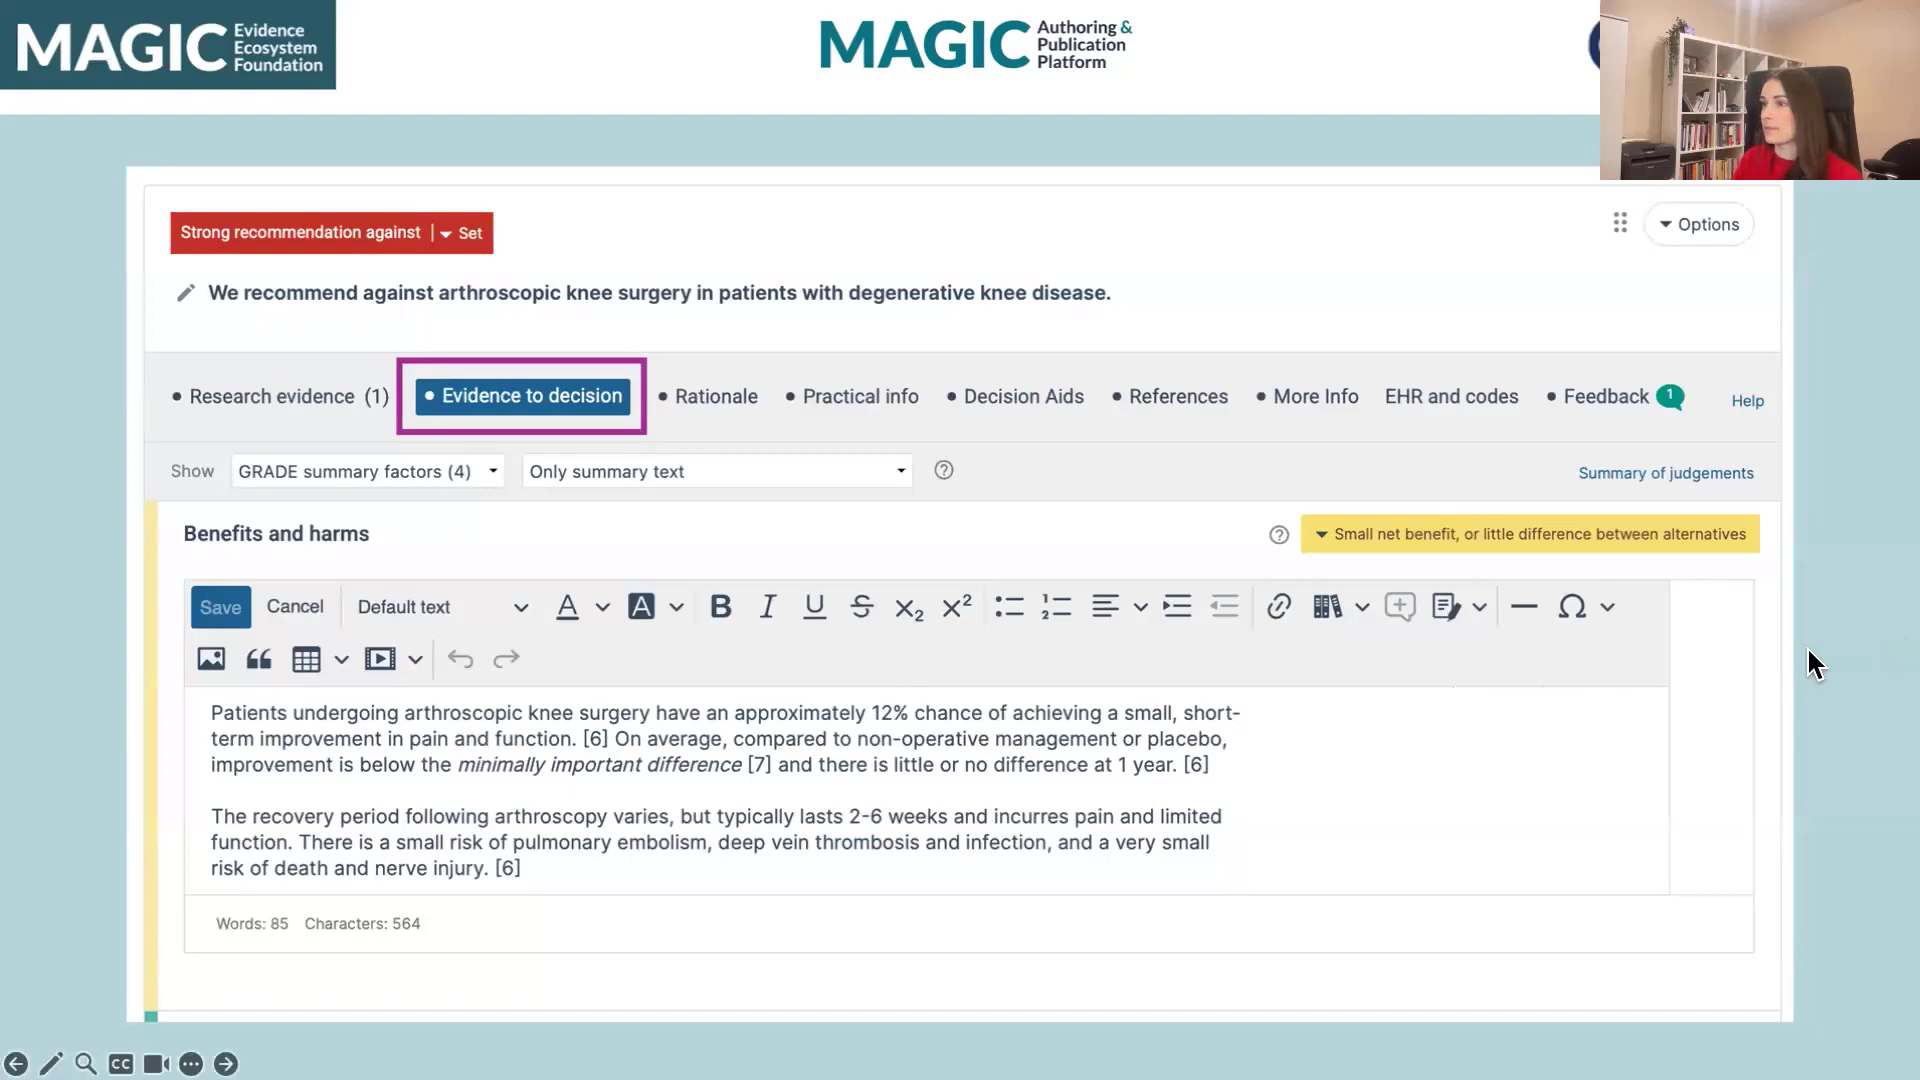 MAGIC Evidence
Ecosystem
Foundation
MAGIC Authoring &
Publication
Platform
Strong recommendation against Set
Options
We recommend against arthroscopic knee surgery in patients with degenerative knee disease.
• Research evidence (1) • Evidence to decision • Rationale • Practical info • Decision Aids • References • More Info EHR and codes • Feedback 1 Help
Show GRADE summary factors (4) Only summary text ? Summary of judgements
Benefits and harms ? Small net benefit, or little difference between alternatives
Save Cancel Default text A A B I U S X2 X2 Ω
Patients undergoing arthroscopic knee surgery have an approximately 12% chance of achieving a small, short-
term improvement in pain and function. [6] On average, compared to non-operative management or placebo,
improvement is below the minimally important difference [7] and there is little or no difference at 1 year. [6]
The recovery period following arthroscopy varies, but typically lasts 2-6 weeks and incurres pain and limited
function. There is a small risk of pulmonary embolism, deep vein thrombosis and infection, and a very small
risk of death and nerve injury. [6]
Words: 85 Characters: 564
CC